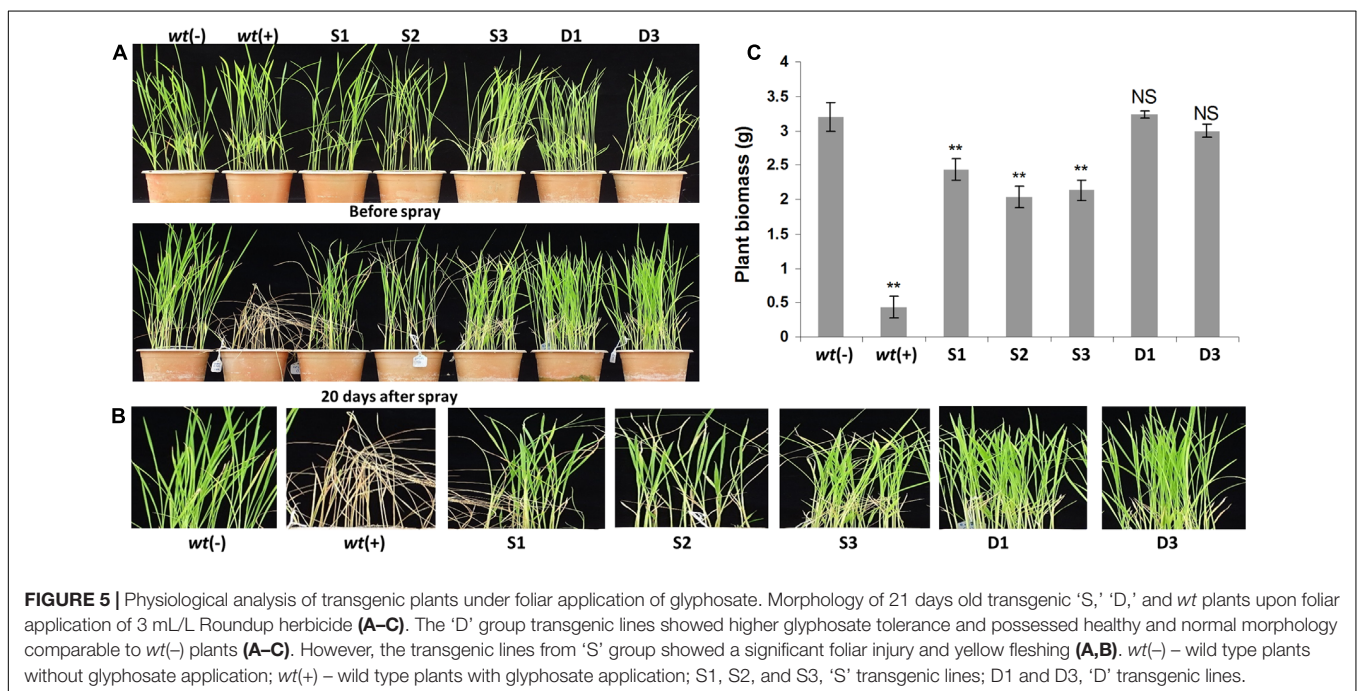 A
wt(-) wt(+) S1 S2 S3 D1 D3
Before spray
20 days after spray
B
wt(-) wt(+) S1 S2 S3 D1 D3
C
Plant biomass (g)
4
3.5
3
2.5
2
1.5
1
0.5
0
** ** ** ** NS NS
wt(-) wt(+) S1 S2 S3 D1 D3
FIGURE 5 | Physiological analysis of transgenic plants under foliar application of glyphosate. Morphology of 21 days old transgenic ‘S,’ ‘D,’ and wt plants upon foliar
application of 3 mL/L Roundup herbicide (A–C). The ‘D’ group transgenic lines showed higher glyphosate tolerance and possessed healthy and normal morphology
comparable to wt(–) plants (A–C). However, the transgenic lines from ‘S’ group showed a significant foliar injury and yellow fleshing (A,B). wt(–) – wild type plants
without glyphosate application; wt(+) – wild type plants with glyphosate application; S1, S2, and S3, ‘S’ transgenic lines; D1 and D3, ‘D’ transgenic lines.